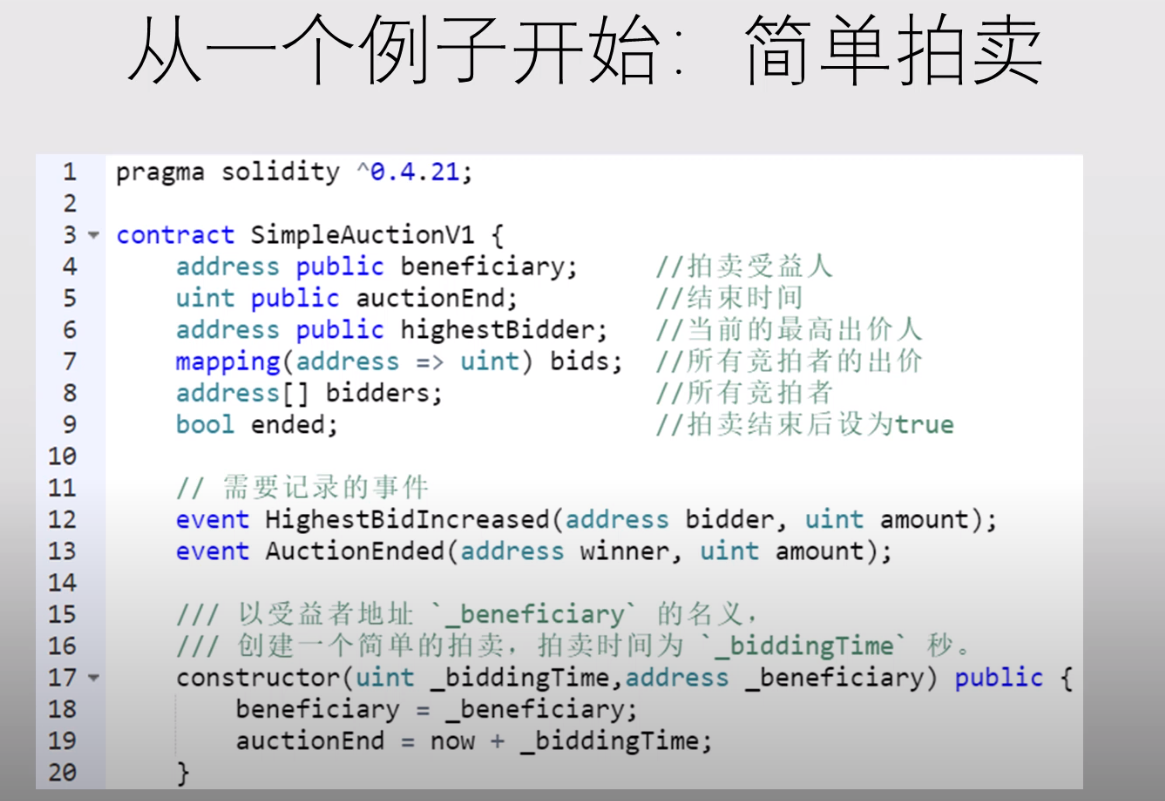 从一个例子开始：简单拍卖
1 pragma solidity ^0.4.21;
2
3 contract SimpleAuctionV1 {
4     address public beneficiary;     //拍卖受益人
5     uint public auctionEnd;         //结束时间
6     address public highestBidder;   //当前的最高出价人
7     mapping(address => uint) bids;  //所有竞拍者的出价
8     address[] bidders;              //所有竞拍者
9     bool ended;                     //拍卖结束后设为true
10
11     // 需要记录的事件
12     event HighestBidIncreased(address bidder, uint amount);
13     event AuctionEnded(address winner, uint amount);
14
15     /// 以受益者地址 `_beneficiary` 的名义，
16     /// 创建一个简单的拍卖，拍卖时间为 `_biddingTime` 秒。
17     constructor(uint _biddingTime,address _beneficiary) public {
18         beneficiary = _beneficiary;
19         auctionEnd = now + _biddingTime;
20     }